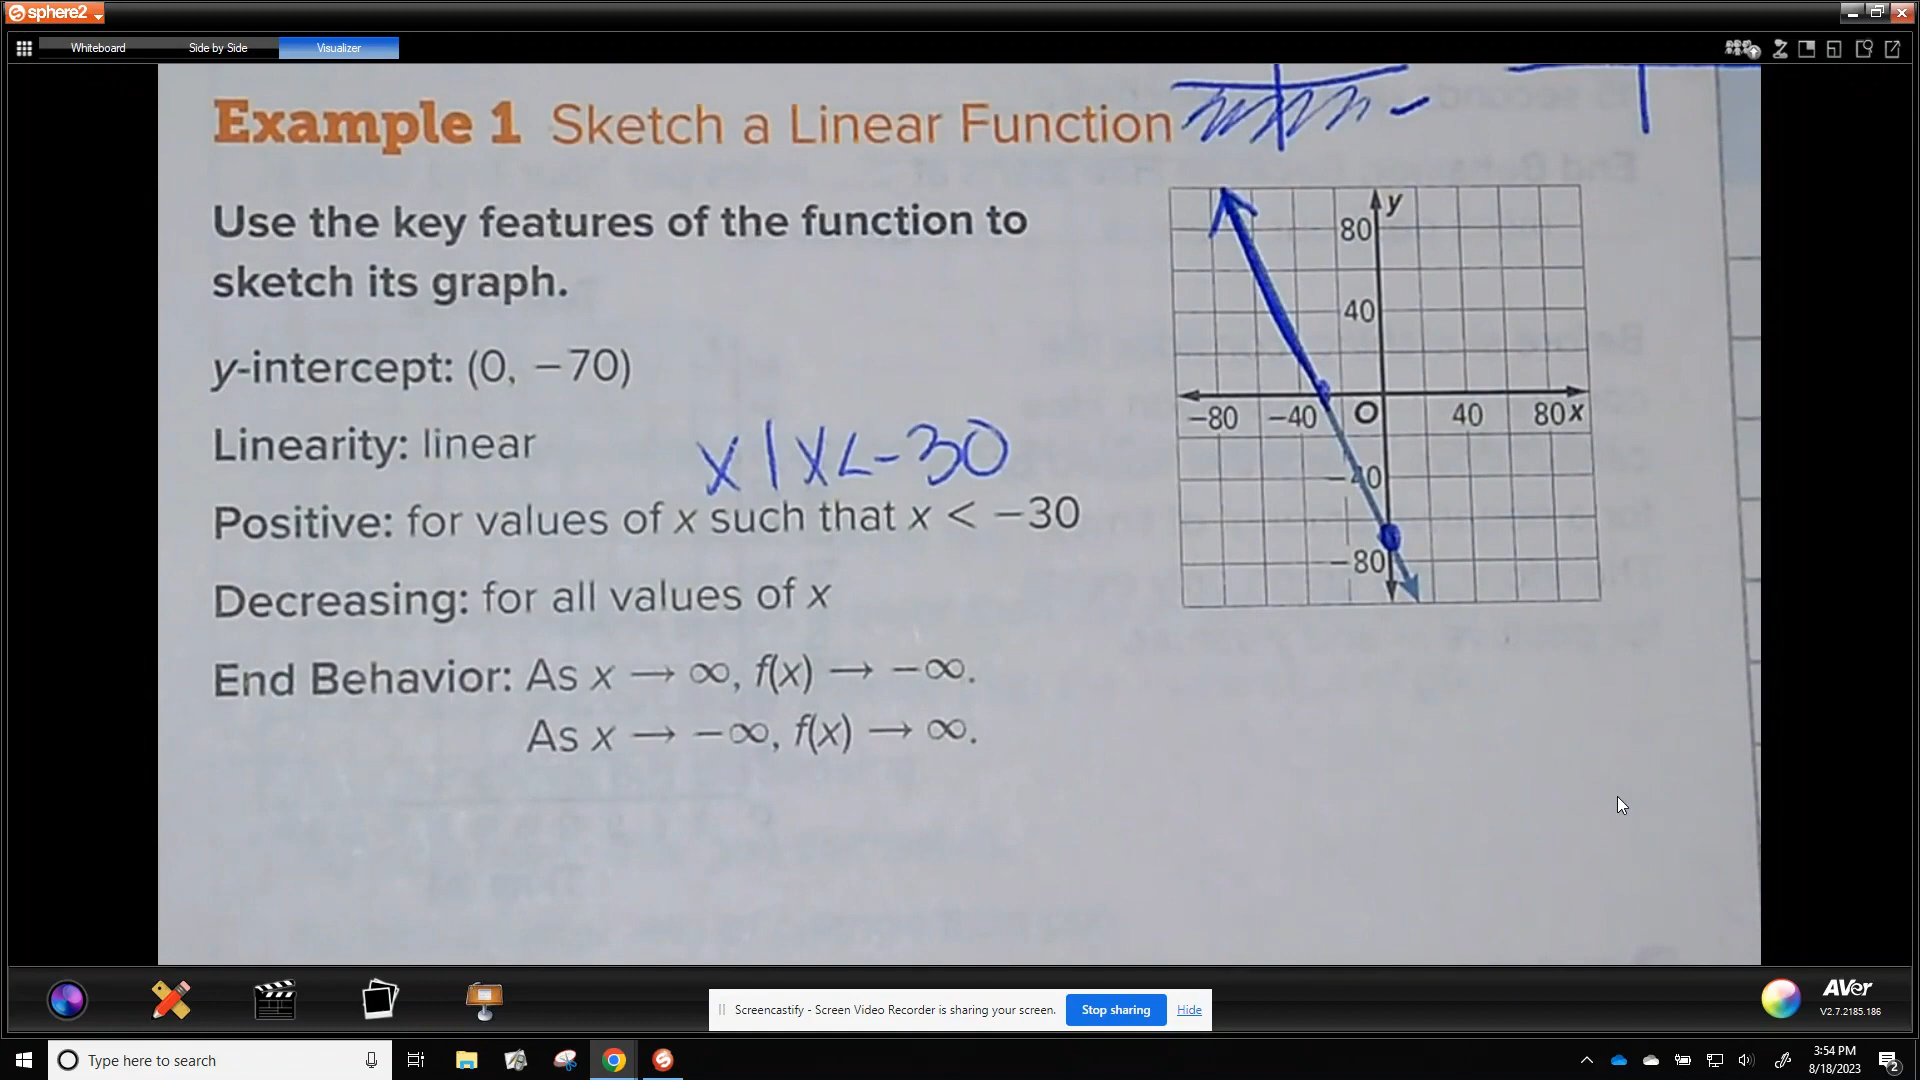 sphere2
Whiteboard Side by Side Visualizer
Example 1 Sketch a Linear Function
Use the key features of the function to
sketch its graph.
y-intercept: (0, −70)
Linearity: linear
x | x < -30
Positive: for values of x such that x < −30
Decreasing: for all values of x
End Behavior: As x → ∞, f(x) → −∞.
As x → −∞, f(x) → ∞.
y
80
40
−80 −40 O 40 80 x
−40
−80
Screencastify - Screen Video Recorder is sharing your screen. Stop sharing Hide
AVer
V2.7.2185.186
Type here to search
3:54 PM
8/18/2023
2